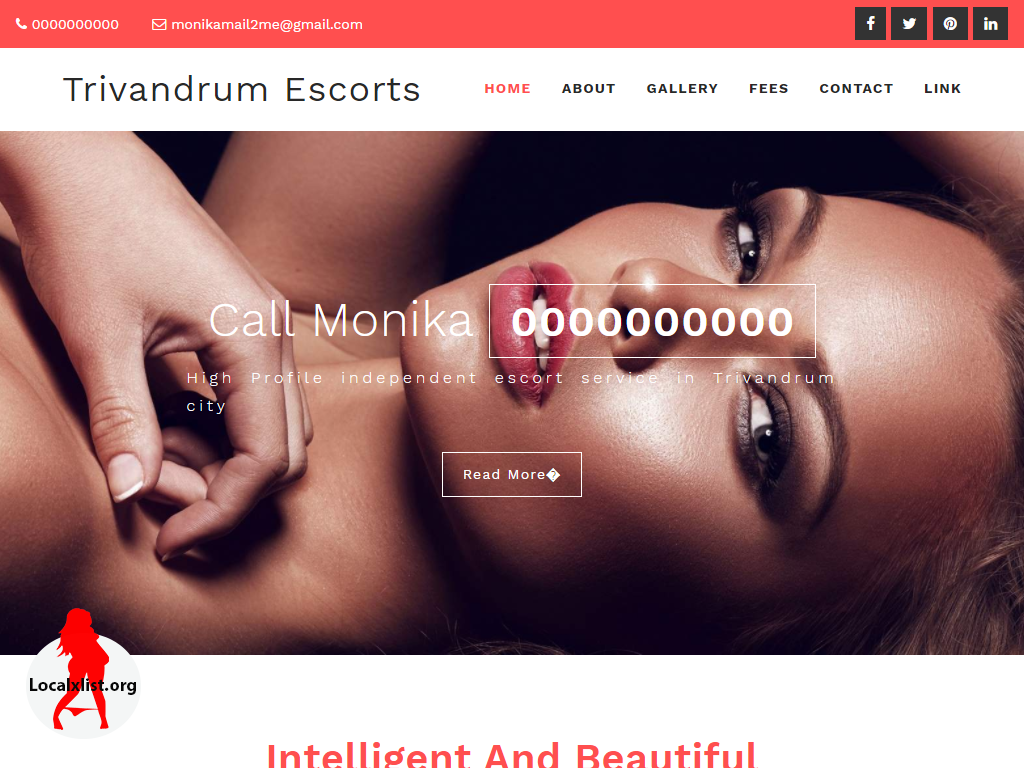 0000000000 monikamail2me@gmail.com
Trivandrum Escorts
HOME ABOUT GALLERY FEES CONTACT LINK
Call Monika 0000000000
High Profile independent escort service in Trivandrum
city
Read More�
Localxlist.org
Intelligent And Beautiful